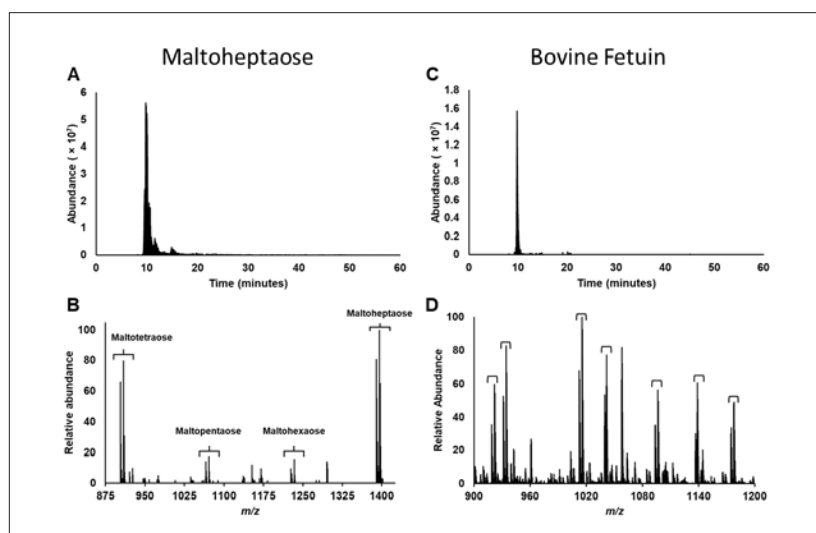 Maltoheptaose
Bovine Fetuin
A
Abundance ( × 10⁷)
6
5
4
3
2
1
0
0 10 20 30 40 50 60
Time (minutes)
C
Abundance ( × 10⁷)
1.8
1.6
1.4
1.2
1
0.8
0.6
0.4
0.2
0
0 10 20 30 40 50 60
Time (minutes)
B
Relative abundance
100
80
60
40
20
0
Maltotetraose
Maltopentaose
Maltohexaose
Maltoheptaose
875 950 1025 1100 1175 1250 1325 1400
m/z
D
Relative Abundance
100
80
60
40
20
0
900 960 1020 1080 1140 1200
m/z